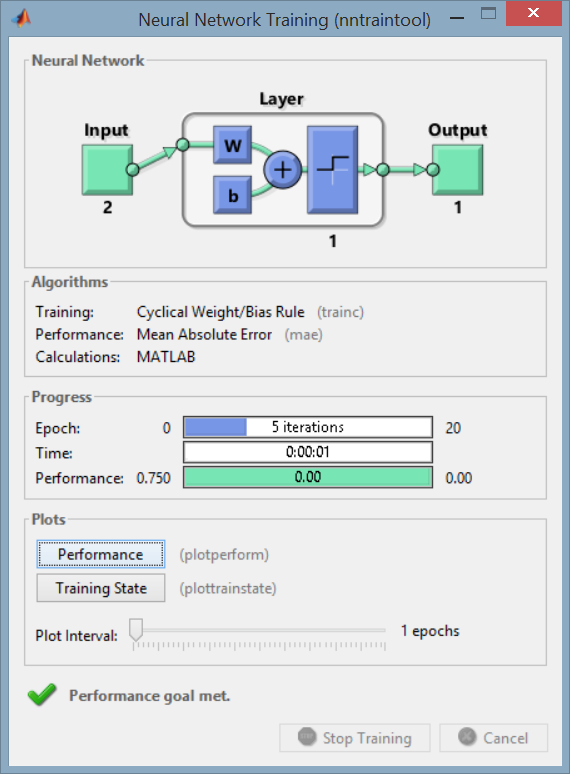 Neural Network Training (nntraintool)
Neural Network
Layer
Input
Output
W
b
+
2
1
1
Algorithms
Training: Cyclical Weight/Bias Rule (trainc)
Performance: Mean Absolute Error (mae)
Calculations: MATLAB
Progress
Epoch: 0 5 iterations 20
Time: 0:00:01
Performance: 0.750 0.00 0.00
Plots
Performance (plotperform)
Training State (plottrainstate)
Plot Interval: 1 epochs
Performance goal met.
Stop Training Cancel